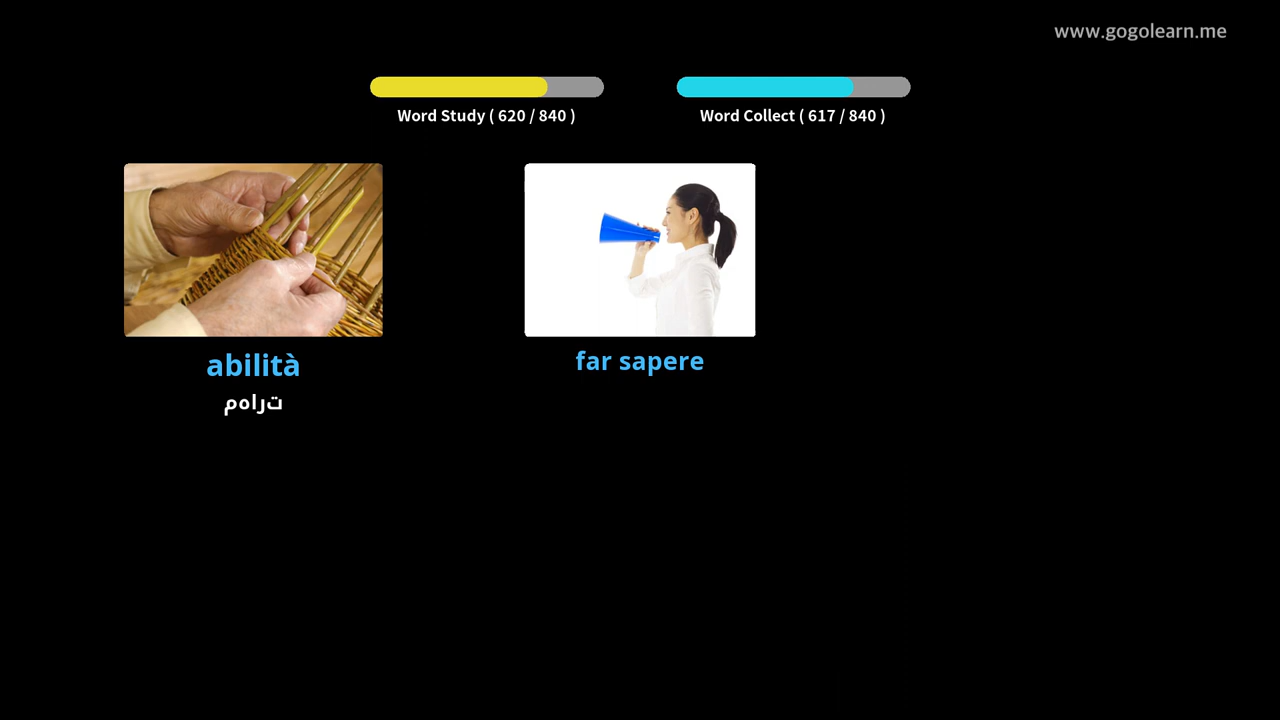 www.gogolearn.me
Word Study ( 620 / 840 )
Word Collect ( 617 / 840 )
abilità
far sapere
مهارت